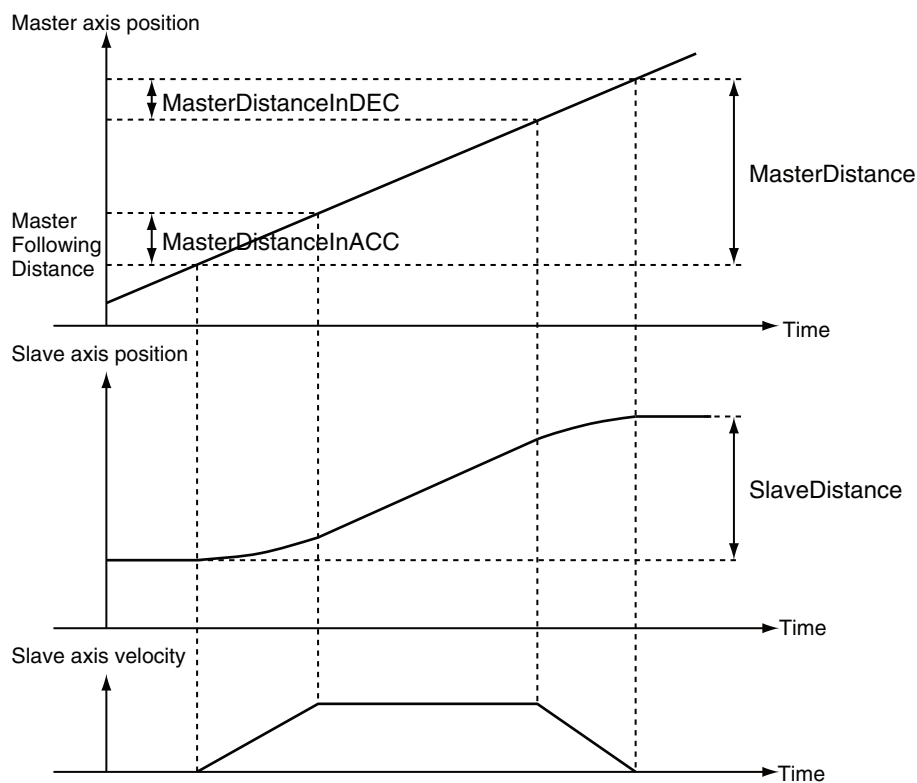 Master axis position
MasterDistanceInDEC
MasterDistance
Master
Following
Distance
MasterDistanceInACC
Time
Slave axis position
SlaveDistance
Time
Slave axis velocity
Time